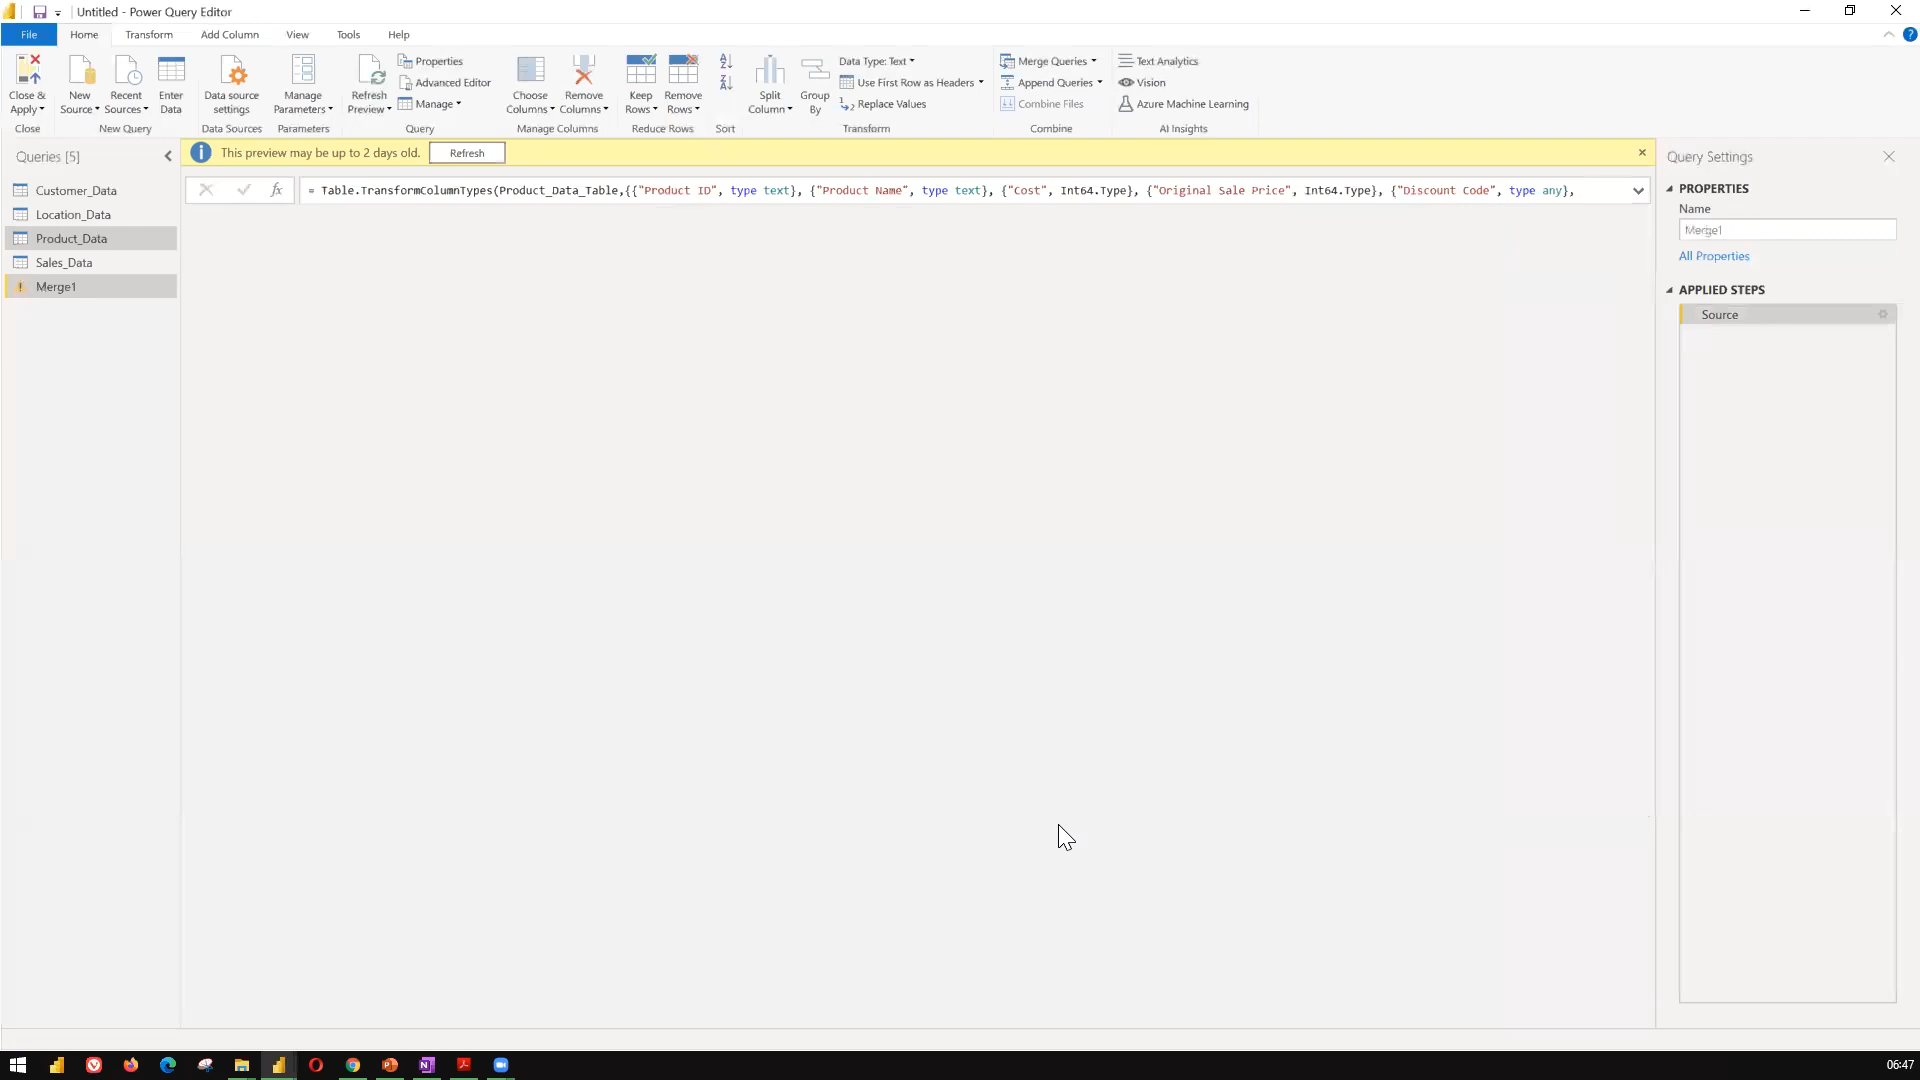 Untitled - Power Query Editor
File
Home
Transform
Add Column
View
Tools
Help
Close & Apply
Close
New Source
Recent Sources
Enter Data
New Query
Data source settings
Data Sources
Manage Parameters
Parameters
Refresh Preview
Properties
Advanced Editor
Manage
Query
Choose Columns
Remove Columns
Manage Columns
Keep Rows
Remove Rows
Reduce Rows
Sort
Split Column
Group By
Data Type: Text
Use First Row as Headers
Replace Values
Transform
Merge Queries
Append Queries
Combine Files
Combine
Text Analytics
Vision
Azure Machine Learning
AI Insights
Queries [5]
Customer_Data
Location_Data
Product_Data
Sales_Data
Merge1
This preview may be up to 2 days old.
Refresh
fx
= Table.TransformColumnTypes(Product_Data_Table,{{"Product ID", type text}, {"Product Name", type text}, {"Cost", Int64.Type}, {"Original Sale Price", Int64.Type}, {"Discount Code", type any},
Query Settings
PROPERTIES
Name
Merge1
All Properties
APPLIED STEPS
Source
06:47